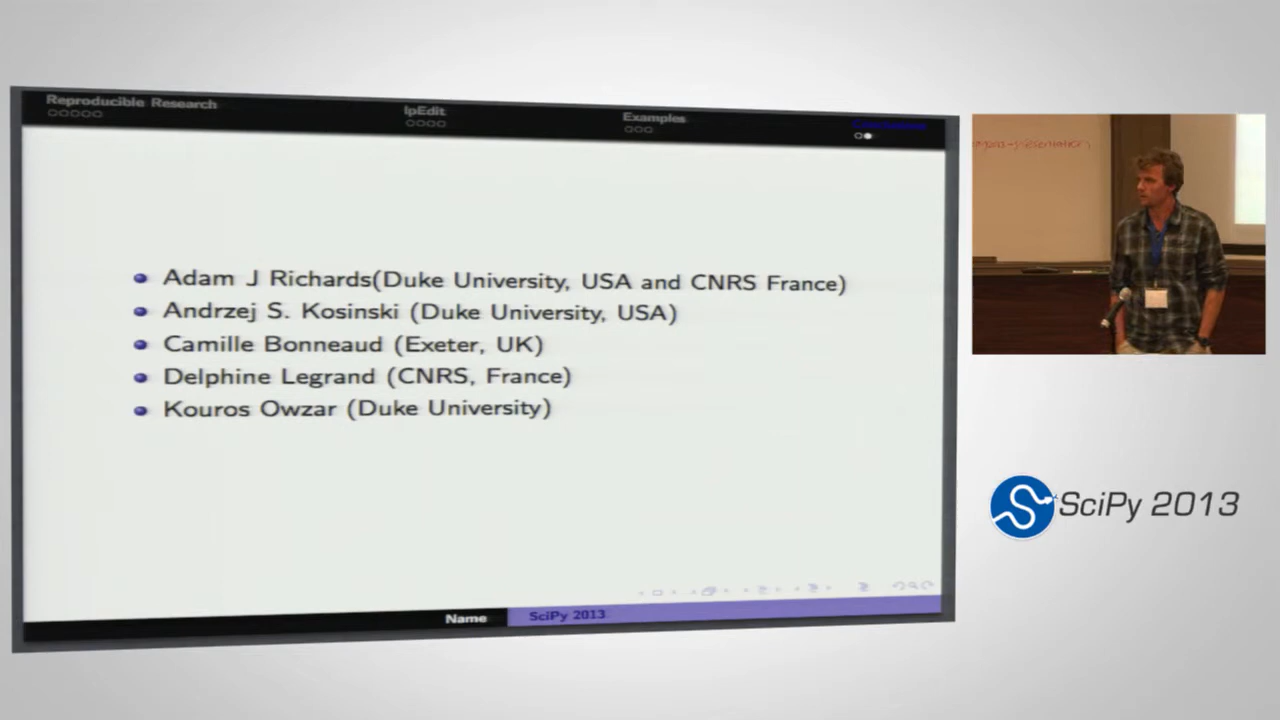 Reproducible Research
IpEdit
Examples
Conclusions
Adam J Richards(Duke University, USA and CNRS France)
Andrzej S. Kosinski (Duke University, USA)
Camille Bonneaud (Exeter, UK)
Delphine Legrand (CNRS, France)
Kouros Owzar (Duke University)
Name
SciPy 2013
SciPy 2013